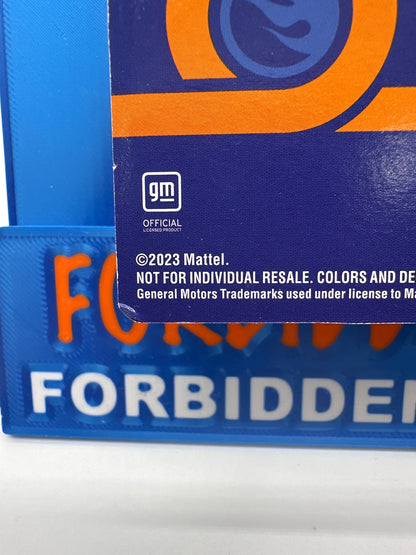 gm
OFFICIAL
LICENSED PRODUCT
©2023 Mattel.
NOT FOR INDIVIDUAL RESALE. COLORS AND DE
General Motors Trademarks used under license to Ma
FORBIDDEN